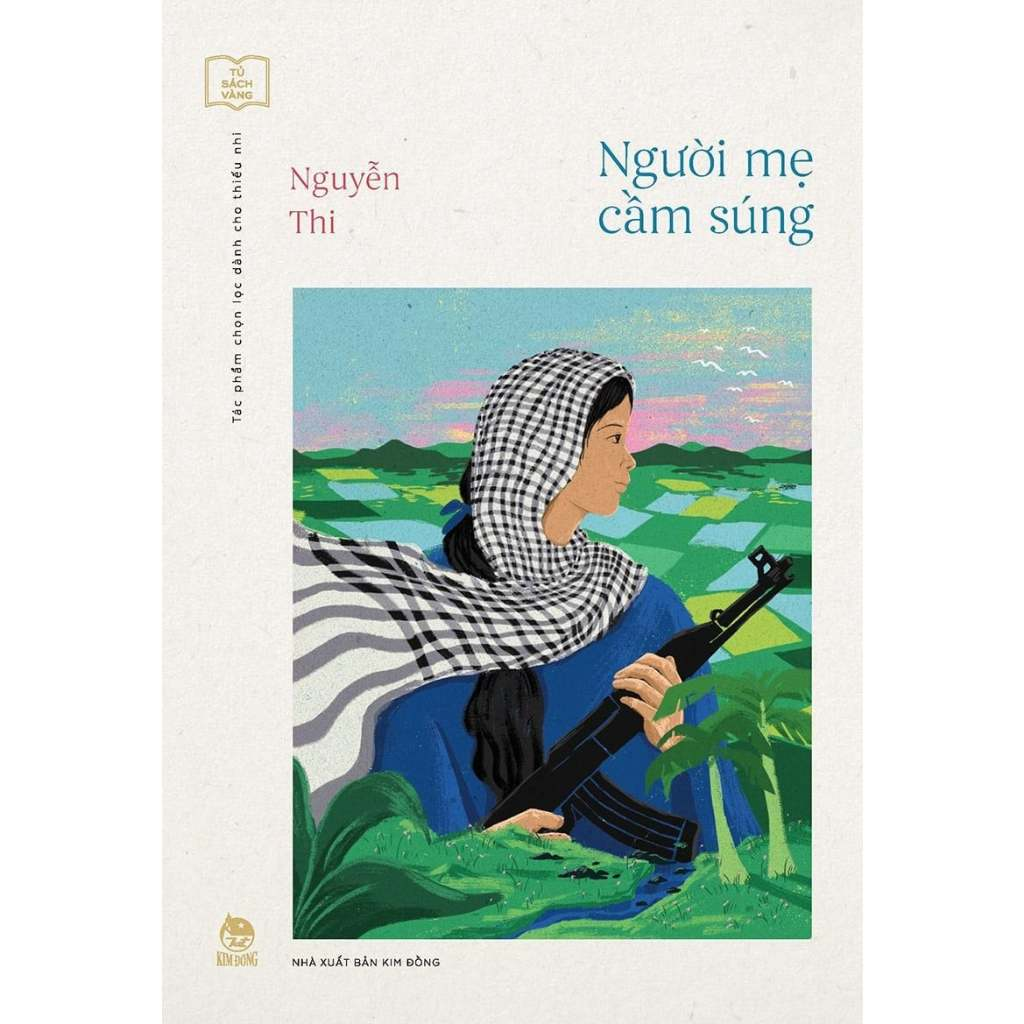 TỦ
SÁCH
VÀNG
Tác phẩm chọn lọc dành cho thiếu nhi
Nguyễn
Thi
Người mẹ
cầm súng
KIM ĐỒNG
NHÀ XUẤT BẢN KIM ĐỒNG